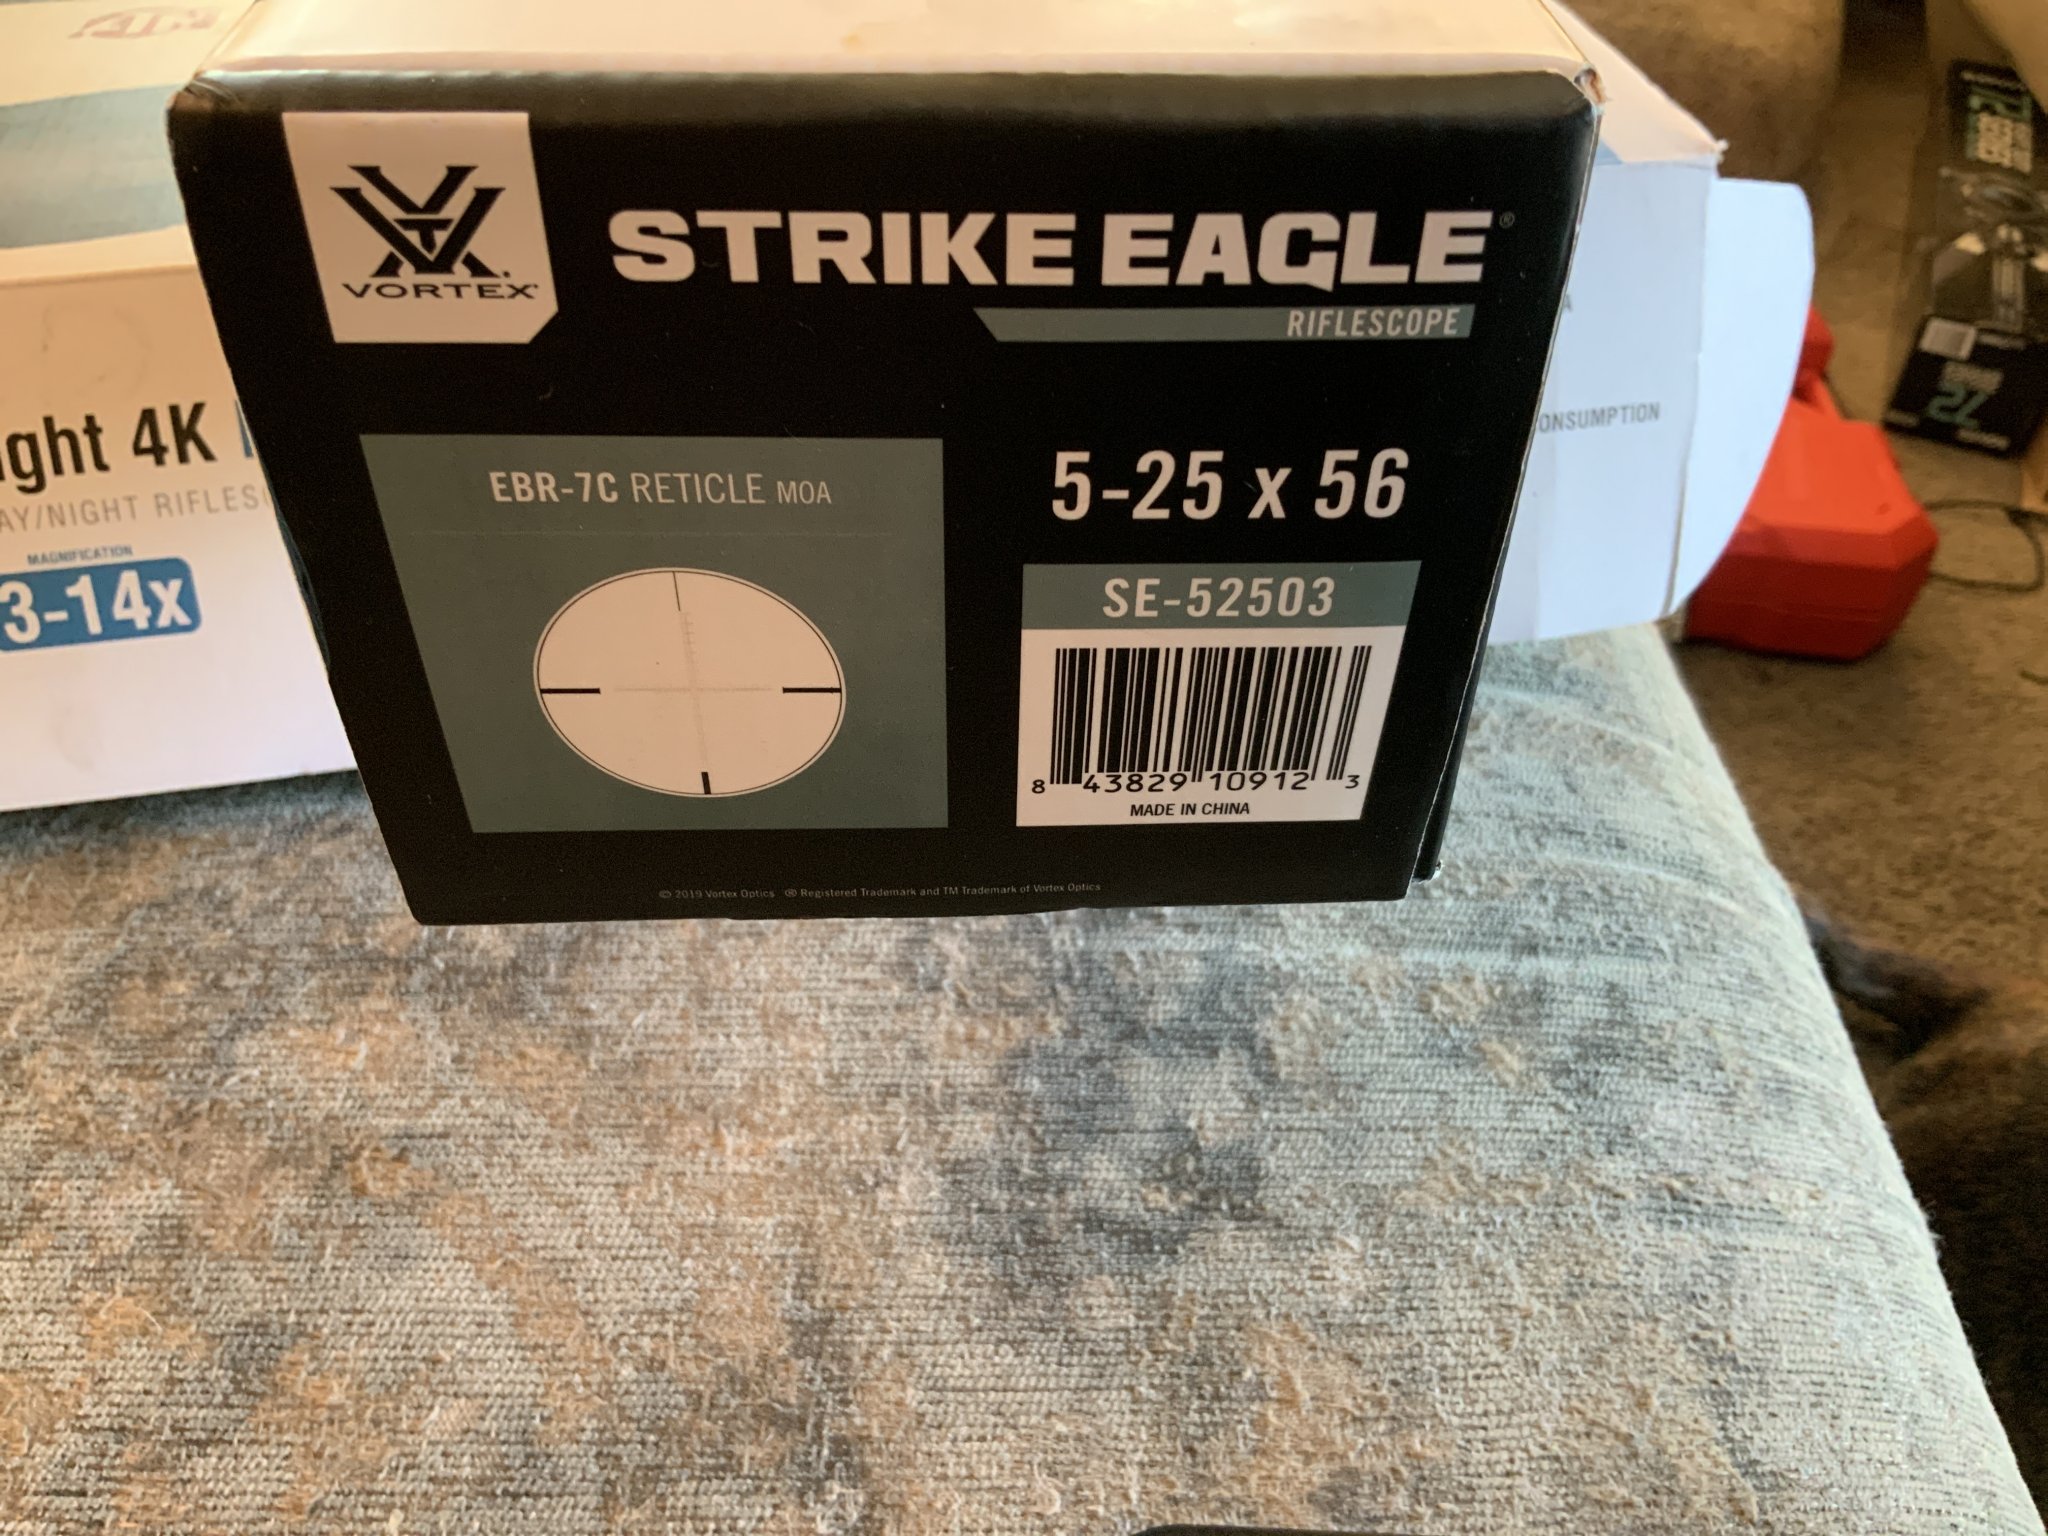 VORTEX
STRIKE EAGLE®
RIFLESCOPE
EBR-7C RETICLE MOA
5-25 x 56
SE-52503
8 43829 10912 3
MADE IN CHINA
© 2019 Vortex Optics ® Registered Trademark and TM Trademark of Vortex Optics
ght 4K
AY/NIGHT RIFLES
MAGNIFICATION
3-14x
ONSUMPTION